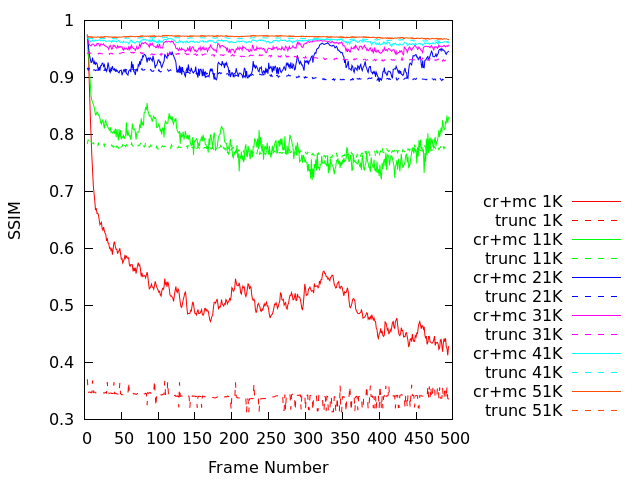 1
0.9
0.8
0.7
0.6
0.5
0.4
0.3
SSIM
0 50 100 150 200 250 300 350 400 450 500
Frame Number
cr+mc 1K
trunc 1K
cr+mc 11K
trunc 11K
cr+mc 21K
trunc 21K
cr+mc 31K
trunc 31K
cr+mc 41K
trunc 41K
cr+mc 51K
trunc 51K